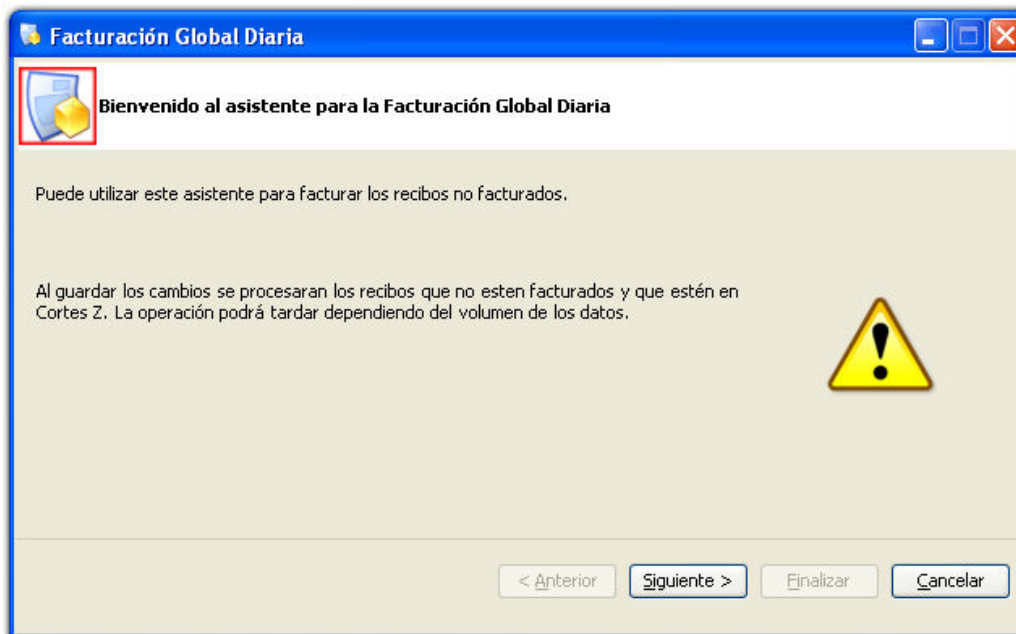 Facturación Global Diaria
Bienvenido al asistente para la Facturación Global Diaria
Puede utilizar este asistente para facturar los recibos no facturados.
Al guardar los cambios se procesaran los recibos que no esten facturados y que estén en
Cortes Z. La operación podrá tardar dependiendo del volumen de los datos.
< Anterior Siguiente > Finalizar Cancelar